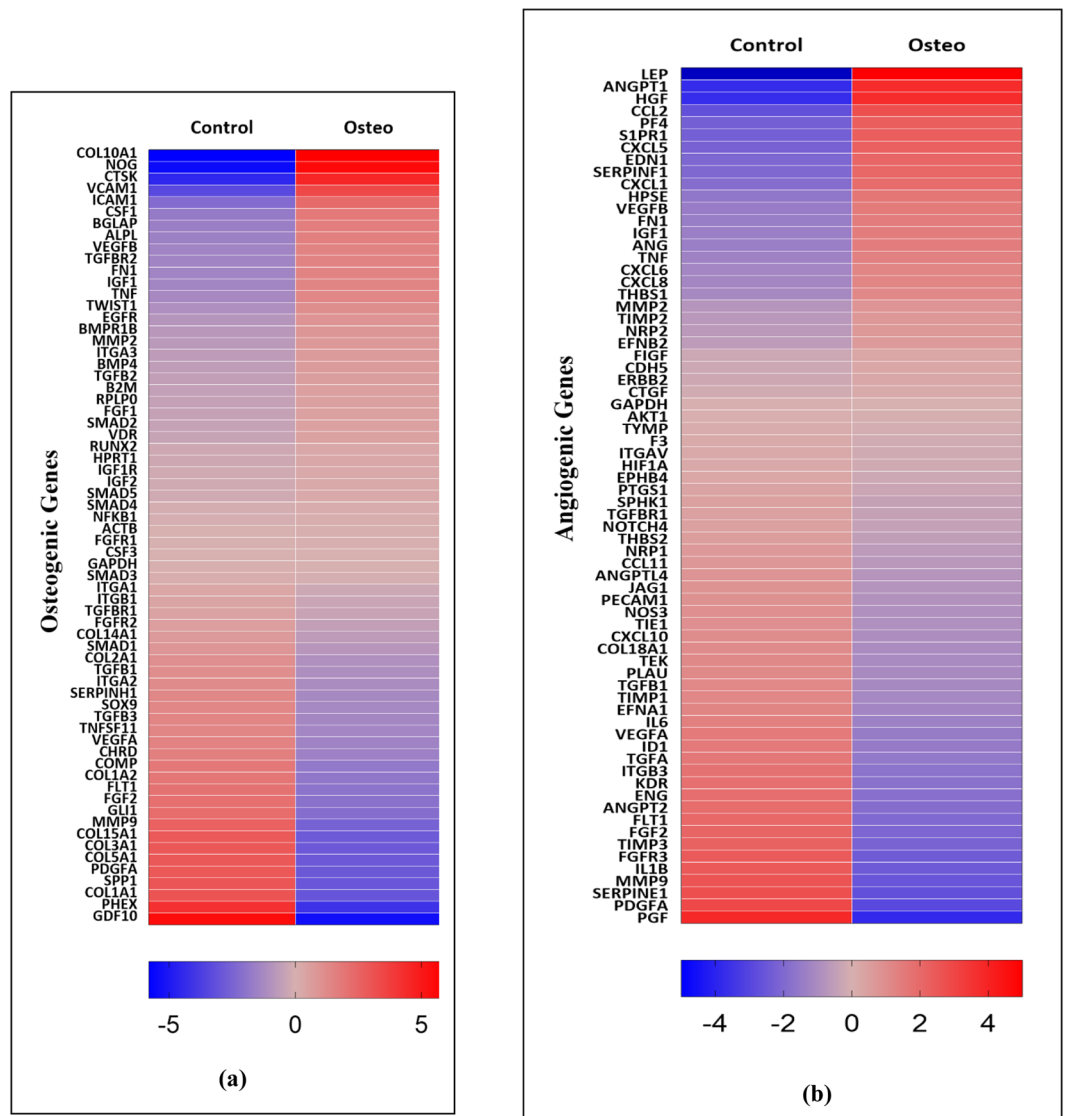 Control Osteo
COL10A1
NOG
CTSK
VCAM1
ICAM1
CSF1
BGLAP
ALPL
VEGFB
TGFBR2
FN1
IGF1
TNF
TWIST1
EGFR
BMPR1B
MMP2
ITGA3
BMP4
TGFB2
B2M
RPLP0
FGF1
SMAD2
VDR
RUNX2
HPRT1
IGF1R
IGF2
SMAD5
SMAD4
NFKB1
ACTB
FGFR1
CSF3
GAPDH
SMAD3
ITGA1
ITGB1
TGFBR1
FGFR2
COL14A1
SMAD1
COL2A1
TGFB1
ITGA2
SERPINH1
SOX9
TGFB3
TNFSF11
VEGFA
CHRD
COMP
COL1A2
FLT1
FGF2
GLI1
MMP9
COL15A1
COL3A1
COL5A1
PDGFA
SPP1
COL1A1
PHEX
GDF10
Osteogenic Genes
-5 0 5
(a)
Control Osteo
LEP
ANGPT1
HGF
CCL2
PF4
S1PR1
CXCL5
EDN1
SERPINF1
CXCL1
HPSE
VEGFB
FN1
IGF1
ANG
TNF
CXCL6
CXCL8
THBS1
MMP2
TIMP2
NRP2
EFNB2
FIGF
CDH5
ERBB2
CTGF
GAPDH
AKT1
TYMP
F3
ITGAV
HIF1A
EPHB4
PTGS1
SPHK1
TGFBR1
NOTCH4
THBS2
NRP1
CCL11
ANGPTL4
JAG1
PECAM1
NOS3
TIE1
CXCL10
COL18A1
TEK
PLAU
TGFB1
TIMP1
EFNA1
IL6
VEGFA
ID1
TGFA
ITGB3
KDR
ENG
ANGPT2
FLT1
FGF2
TIMP3
FGFR3
IL1B
MMP9
SERPINE1
PDGFA
PGF
Angiogenic Genes
-4 -2 0 2 4
(b)